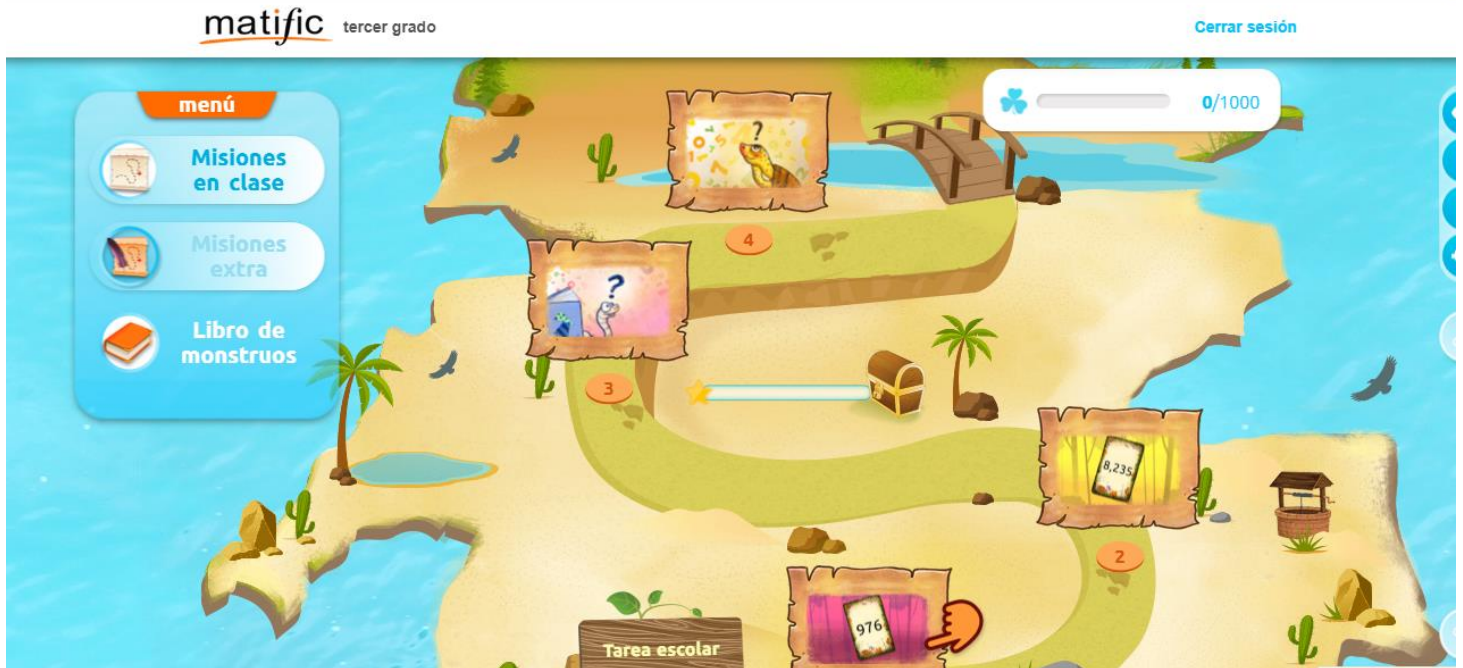 matific tercer grado
Cerrar sesión
menú
Misiones
en clase
Misiones
extra
Libro de
monstruos
0/1000
4
3
8,235
2
976
Tarea escolar